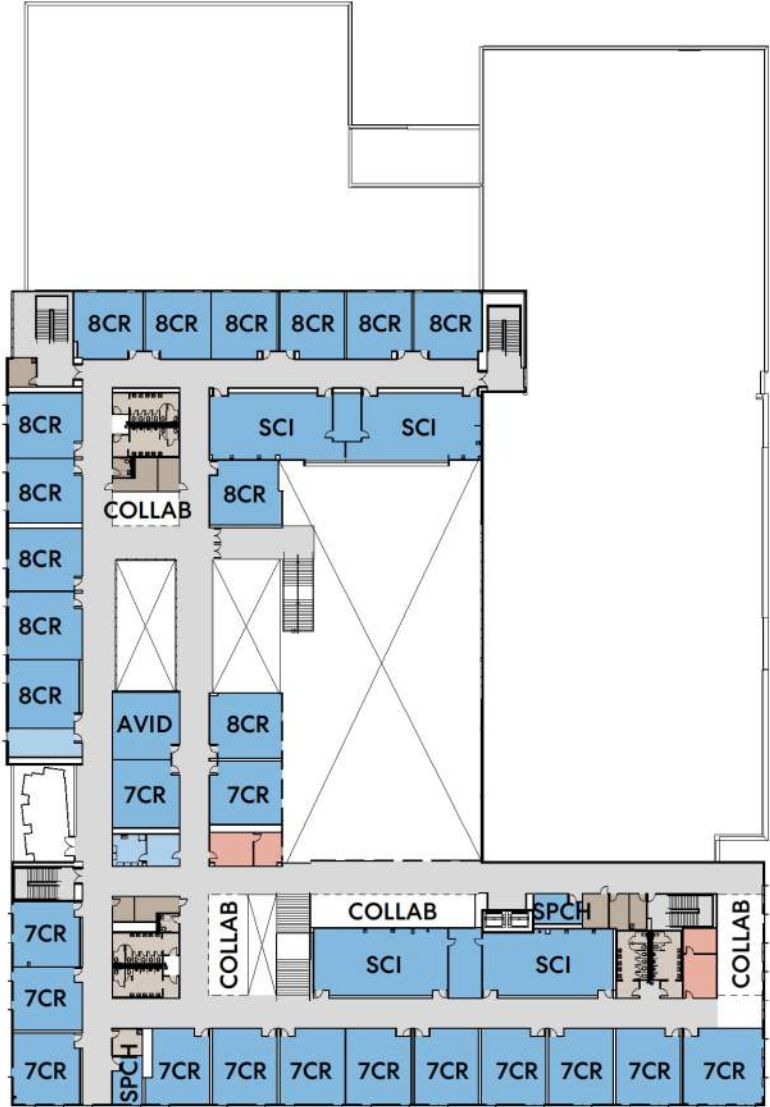 8CR 8CR 8CR 8CR 8CR 8CR
8CR SCI SCI
8CR 8CR
COLLAB
8CR
8CR
8CR AVID 8CR
7CR 7CR
7CR COLLAB COLLAB SPCH COLLAB
SCI SCI
7CR
7CR SPCH 7CR 7CR 7CR 7CR 7CR 7CR 7CR 7CR 7CR